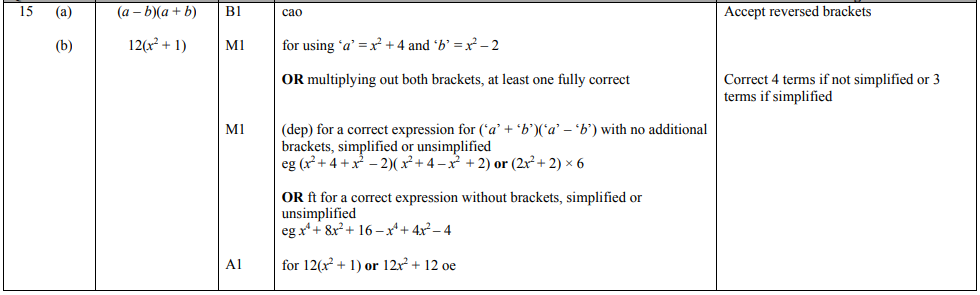 15 (a) (a – b)(a + b) B1 cao Accept reversed brackets
(b) 12(x² + 1) M1 for using ‘a’ = x² + 4 and ‘b’ = x² – 2
OR multiplying out both brackets, at least one fully correct Correct 4 terms if not simplified or 3
terms if simplified
M1 (dep) for a correct expression for (‘a’ + ‘b’)(‘a’ – ‘b’) with no additional
brackets, simplified or unsimplified
eg (x² + 4 + x² – 2)( x² + 4 – x² + 2) or (2x² + 2) × 6
OR ft for a correct expression without brackets, simplified or
unsimplified
eg x⁴ + 8x² + 16 – x⁴ + 4x² – 4
A1 for 12(x² + 1) or 12x² + 12 oe